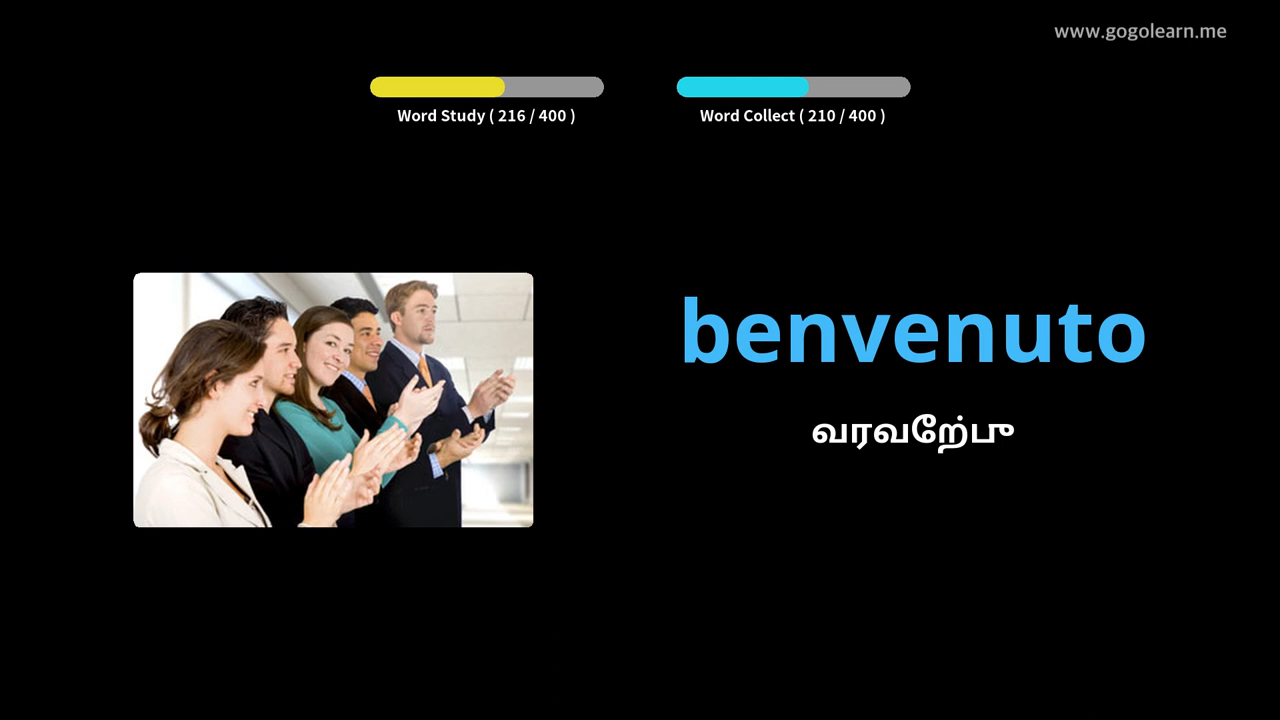 www.gogolearn.me
Word Study ( 216 / 400 )
Word Collect ( 210 / 400 )
benvenuto
வரவேற்பு